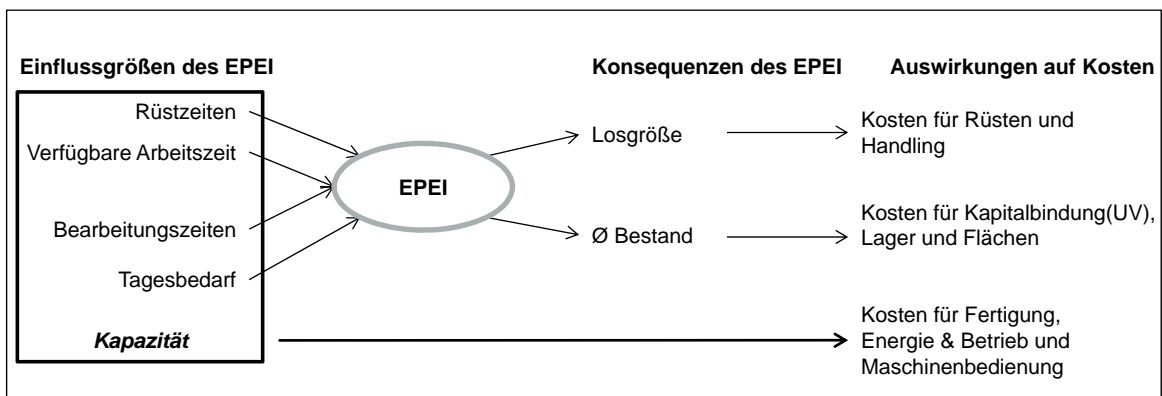 Einflussgrößen des EPEI
Konsequenzen des EPEI
Auswirkungen auf Kosten
Rüstzeiten
Verfügbare Arbeitszeit
Bearbeitungszeiten
Tagesbedarf
Kapazität
EPEI
Losgröße
Ø Bestand
Kosten für Rüsten und
Handling
Kosten für Kapitalbindung(UV),
Lager und Flächen
Kosten für Fertigung,
Energie & Betrieb und
Maschinenbedienung